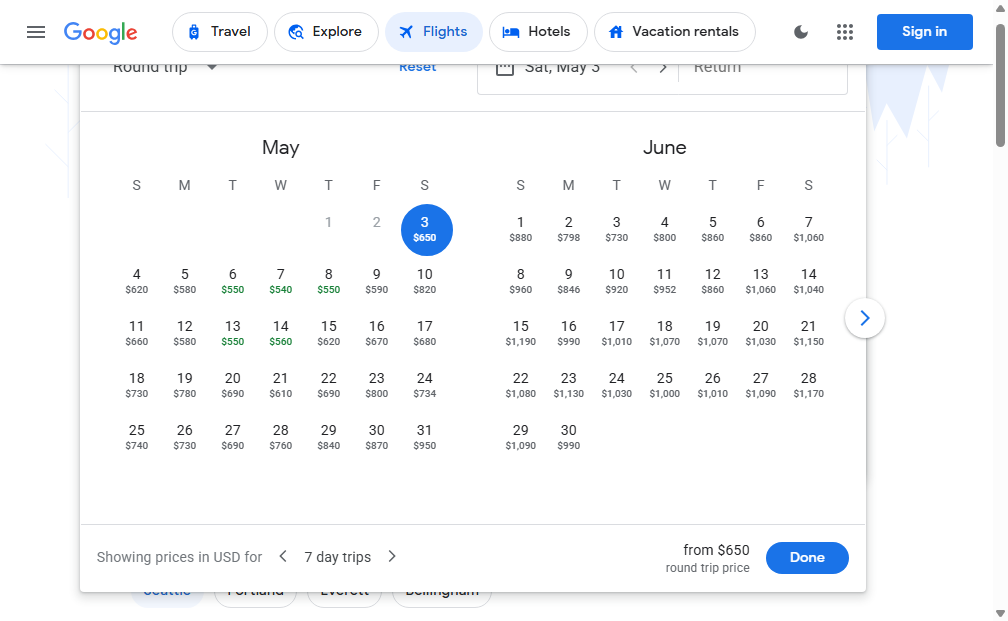 Google Travel Explore Flights Hotels Vacation rentals Sign in
Round trip Reset Sat, May 3 Return
May
S M T W T F S
1 2 3
$650
4 5 6 7 8 9 10
$620 $580 $550 $540 $550 $590 $820
11 12 13 14 15 16 17
$660 $580 $550 $560 $620 $670 $680
18 19 20 21 22 23 24
$730 $780 $690 $610 $690 $800 $734
25 26 27 28 29 30 31
$740 $730 $690 $760 $840 $870 $950
June
S M T W T F S
1 2 3 4 5 6 7
$880 $798 $730 $800 $860 $860 $1,060
8 9 10 11 12 13 14
$960 $846 $920 $952 $860 $1,060 $1,040
15 16 17 18 19 20 21
$1,190 $990 $1,010 $1,070 $1,070 $1,030 $1,150
22 23 24 25 26 27 28
$1,080 $1,130 $1,030 $1,000 $1,010 $1,090 $1,170
29 30
$1,090 $990
Showing prices in USD for 7 day trips
from $650
round trip price
Done
Seattle Portland Everett Bellingham